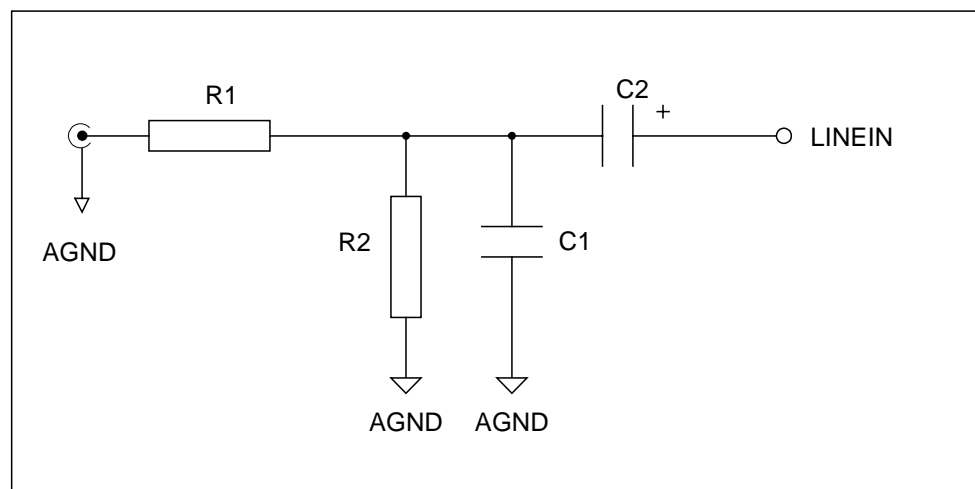 C2
R1
+
LINEIN
AGND
R2
C1
AGND
AGND